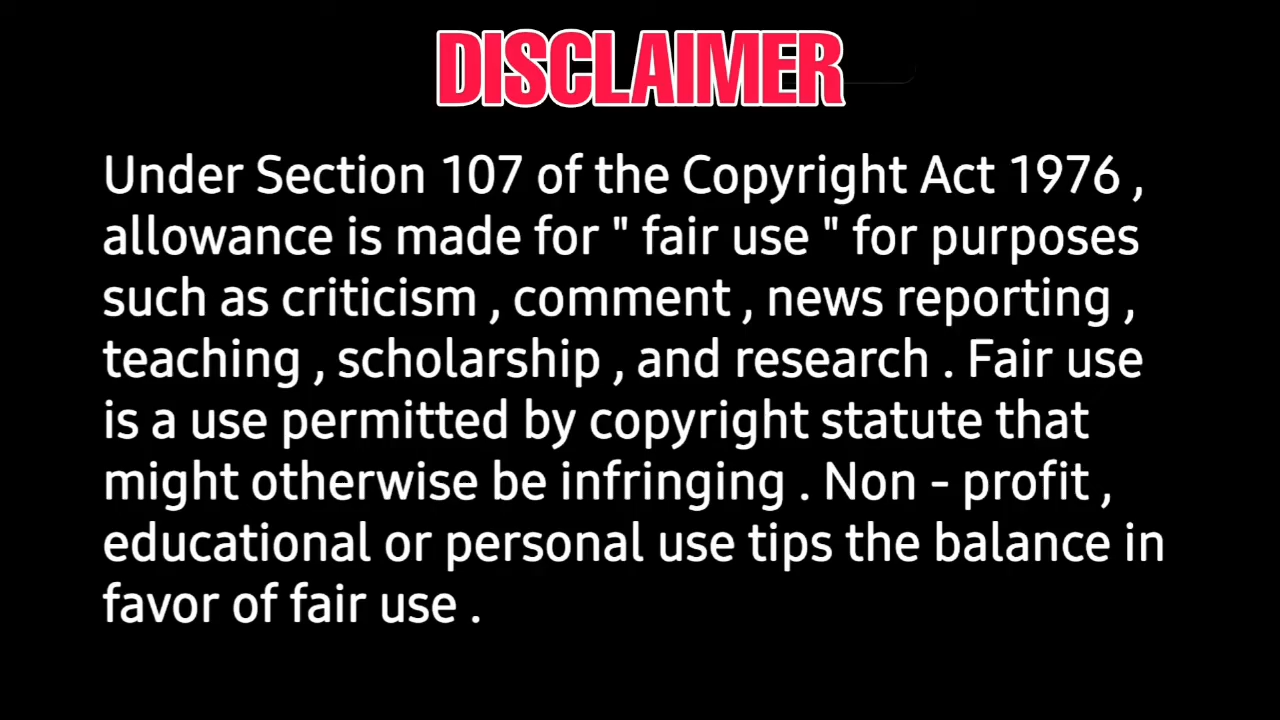 DISCLAIMER
Under Section 107 of the Copyright Act 1976 ,
allowance is made for " fair use " for purposes
such as criticism , comment , news reporting ,
teaching , scholarship , and research . Fair use
is a use permitted by copyright statute that
might otherwise be infringing . Non - profit ,
educational or personal use tips the balance in
favor of fair use .